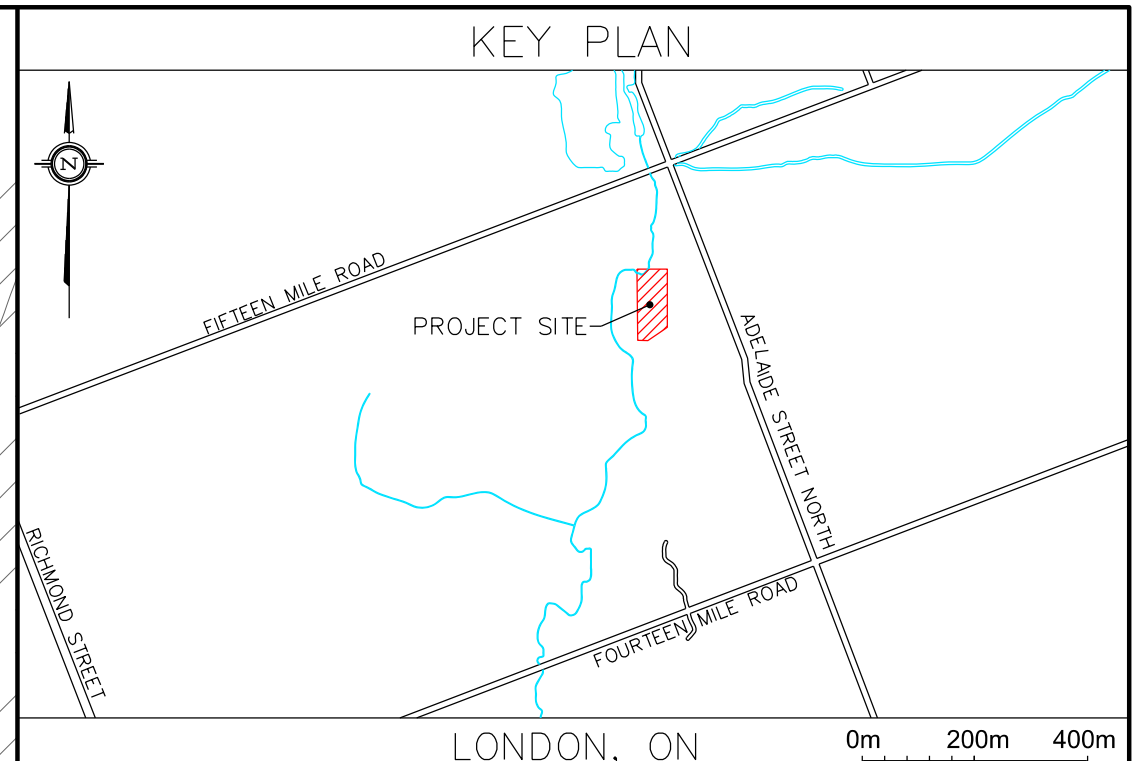 KEY PLAN
N
FIFTEEN MILE ROAD
PROJECT SITE
ADELAIDE STREET NORTH
RICHMOND STREET
FOURTEEN MILE ROAD
LONDON, ON
0m 200m 400m